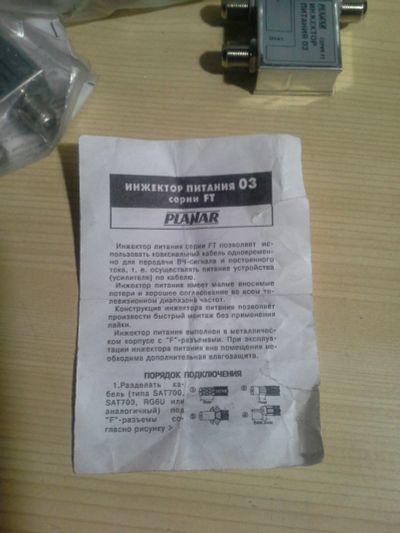 PLANAR
серии FT
ИНЖЕКТОР
ПИТАНИЯ 03
ИНЖЕКТОР ПИТАНИЯ 03
серии FT
PLANAR
Инжектор питания серии FT позволяет ис-
пользовать коаксиальный кабель одновремен-
но для передачи ВЧ-сигнала и постоянного
тока, т. е. осуществлять питание устройства
(усилителя) по кабелю.
Инжектор питания имеет малые вносимые
потери и хорошее согласование во всем те-
левизионном диапазоне частот.
Конструкция инжектора питания позволяет
произвести быстрый монтаж без применения
пайки.
Инжектор питания выполнен в металличес-
ком корпусе с "F"-разъемами. При эксплуа-
тации инжектора питания вне помещения не-
обходима дополнительная влагозащита.
ПОРЯДОК ПОДКЛЮЧЕНИЯ
1.Разделать ка-
бель (типа SAT700,
SAT703, RG6U или
аналогичный) под
"F"-разъемы со-
гласно рисунку >